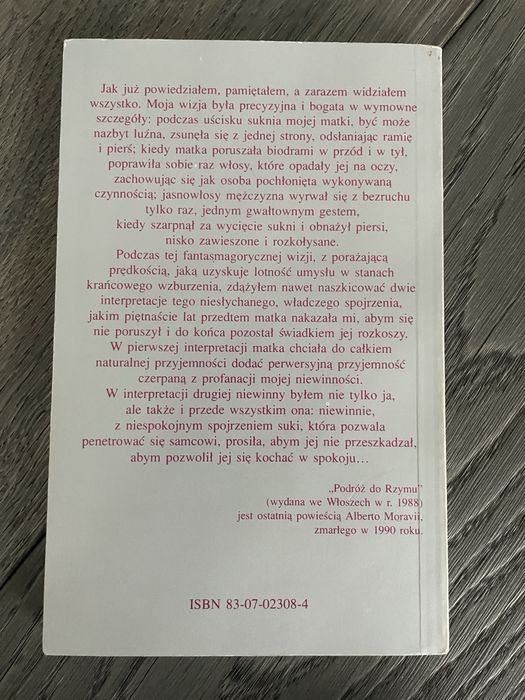 Jak już powiedziałem, pamiętałem, a zarazem widziałem
wszystko. Moja wizja była precyzyjna i bogata w wymowne
szczegóły: podczas uścisku suknia mojej matki, być może
nazbyt luźna, zsunęła się z jednej strony, odsłaniając ramię
i pierś; kiedy matka poruszała biodrami w przód i w tył,
poprawiła sobie raz włosy, które opadały jej na oczy,
zachowując się jak osoba pochłonięta wykonywaną
czynnością; jasnowłosy mężczyzna wyrwał się z bezruchu
tylko raz, jednym gwałtownym gestem,
kiedy szarpnął za wycięcie sukni i obnażył piersi,
nisko zawieszone i rozkołysane.
Podczas tej fantasmagorycznej wizji, z porażającą
prędkością, jaką uzyskuje lotność umysłu w stanach
krańcowego wzburzenia, zdążyłem nawet naszkicować dwie
interpretacje tego niesłychanego, władczego spojrzenia,
jakim piętnaście lat przedtem matka nakazała mi, abym się
nie poruszył i do końca pozostał świadkiem jej rozkoszy.
W pierwszej interpretacji matka chciała do całkiem
naturalnej przyjemności dodać perwersyjną przyjemność
czerpaną z profanacji mojej niewinności.
W interpretacji drugiej niewinny byłem nie tylko ja,
ale także i przede wszystkim ona: niewinnie,
z niespokojnym spojrzeniem suki, która pozwala
penetrować się samcowi, prosiła, abym jej nie przeszkadzał,
abym pozwolił jej się kochać w spokoju...
„Podróż do Rzymu"
(wydana we Włoszech w r. 1988)
jest ostatnią powieścią Alberto Moravii,
zmarłego w 1990 roku.
ISBN 83-07-02308-4